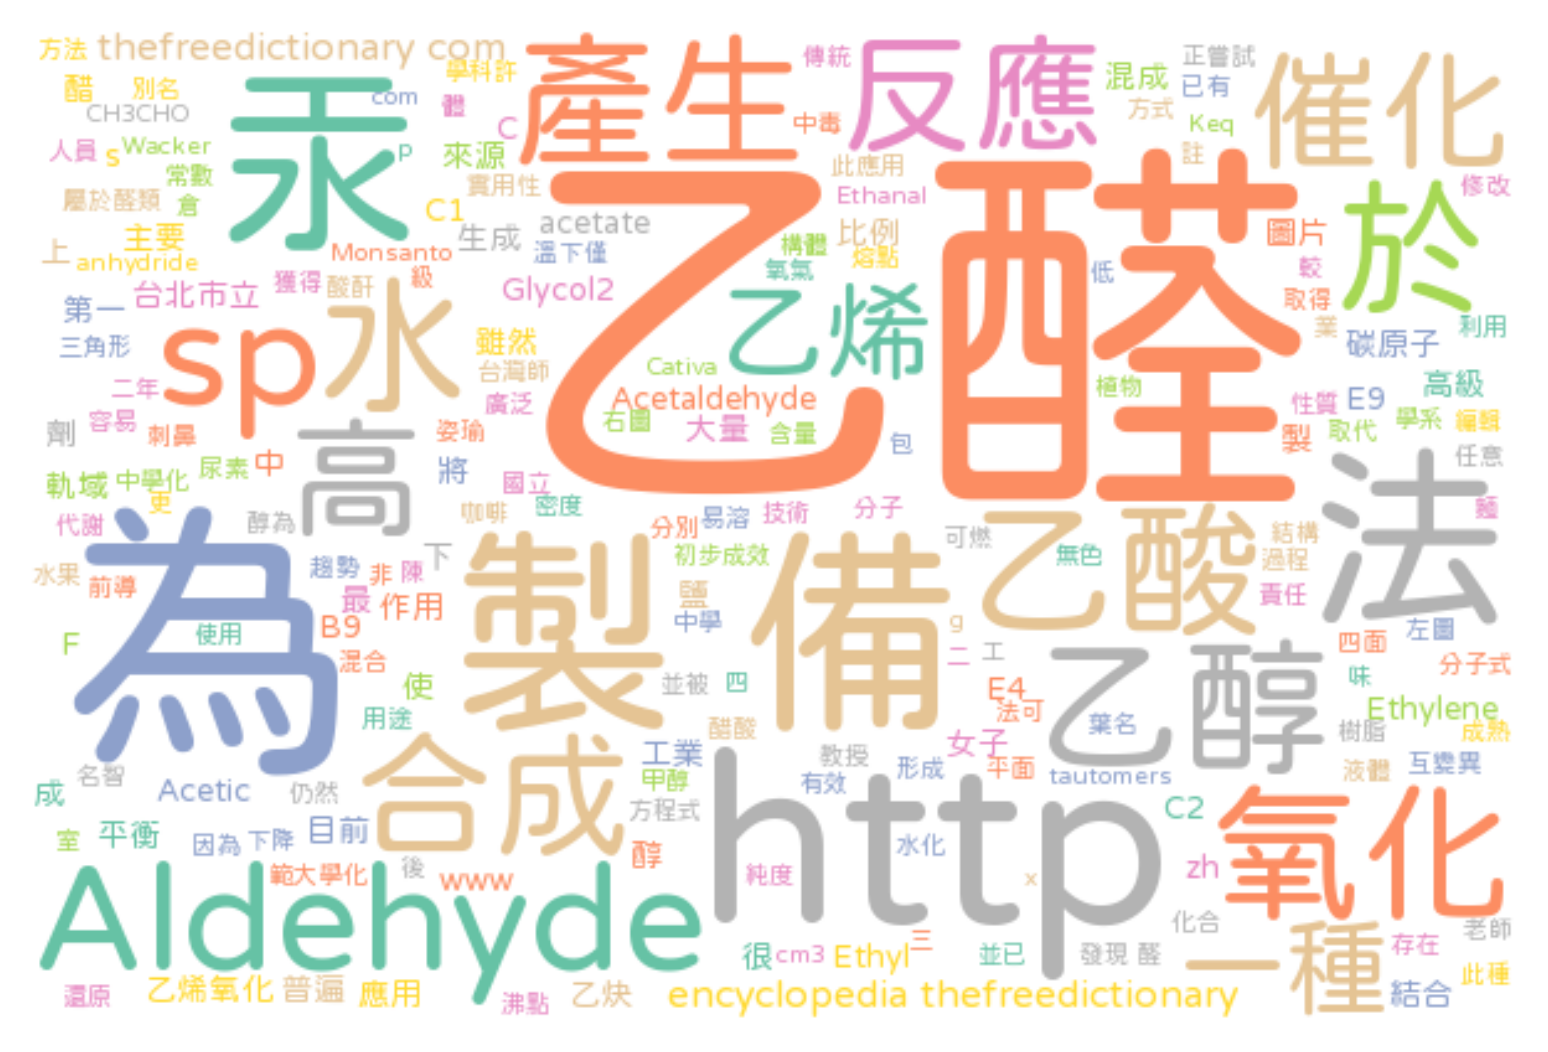 方法
thefreedictionary com
產生
傳統
反應
正嘗試
催化
學科許
醋
別名
汞
com
體
混成
已有
CH3CHO
方式
C
中毒
Keq
人員
s
Wacker
p
來源
註
此應用
常數
實用性
Ethanal
乙醛
修改
於
屬於醛類
倉
C1
acetate
比例
圖片
主要
生成
構體
上
anhydride
Monsanto
溫下僅
熔點
氧氣
低
較
級
獲得
酸酐
水
Glycol2
乙烯
取得
台北市立
第一
業
利用
sp
雖然
碳原子
三角形
Cativa
台灣師
植物
高級
二年
Acetaldehyde
廣泛
右圖
大量
含量
性質
E9
容易
刺鼻
劑
高
姿瑜
包
製
取代
學系
編輯
任意
法
尿素
中
將
軌域
中學化
國立
更
咖啡
密度
代謝
醇為
分別
易溶
技術
分子
乙酸
結構
為
製備
可燃
下
初步成效
無色
過程
水果
前導
趨勢
非
陳
最
作用
鹽
責任
B9
中學
g
左圖
F
使用
四面
混合
二
工
乙醇
分子式
使
並被
四
E4
味
法可
Ethylene
用途
醋酸
葉名
樹脂
成熟
合成
女子
工業
http
教授
名智
甲醇
形成
平面
tautomers
液體
互變異
有效
成
Acetic
仍然
方程式
C2
氧化
室
平衡
因為
下降
目前
水化
醇
後
Aldehyde
範大學化
www
純度
x
zh
化合
一種
老師
三
存在
很
cm3
Ethyl
並已
發現
醛
此種
還原
乙烯氧化
普遍
應用
沸點
乙炔
encyclopedia thefreedictionary
結合